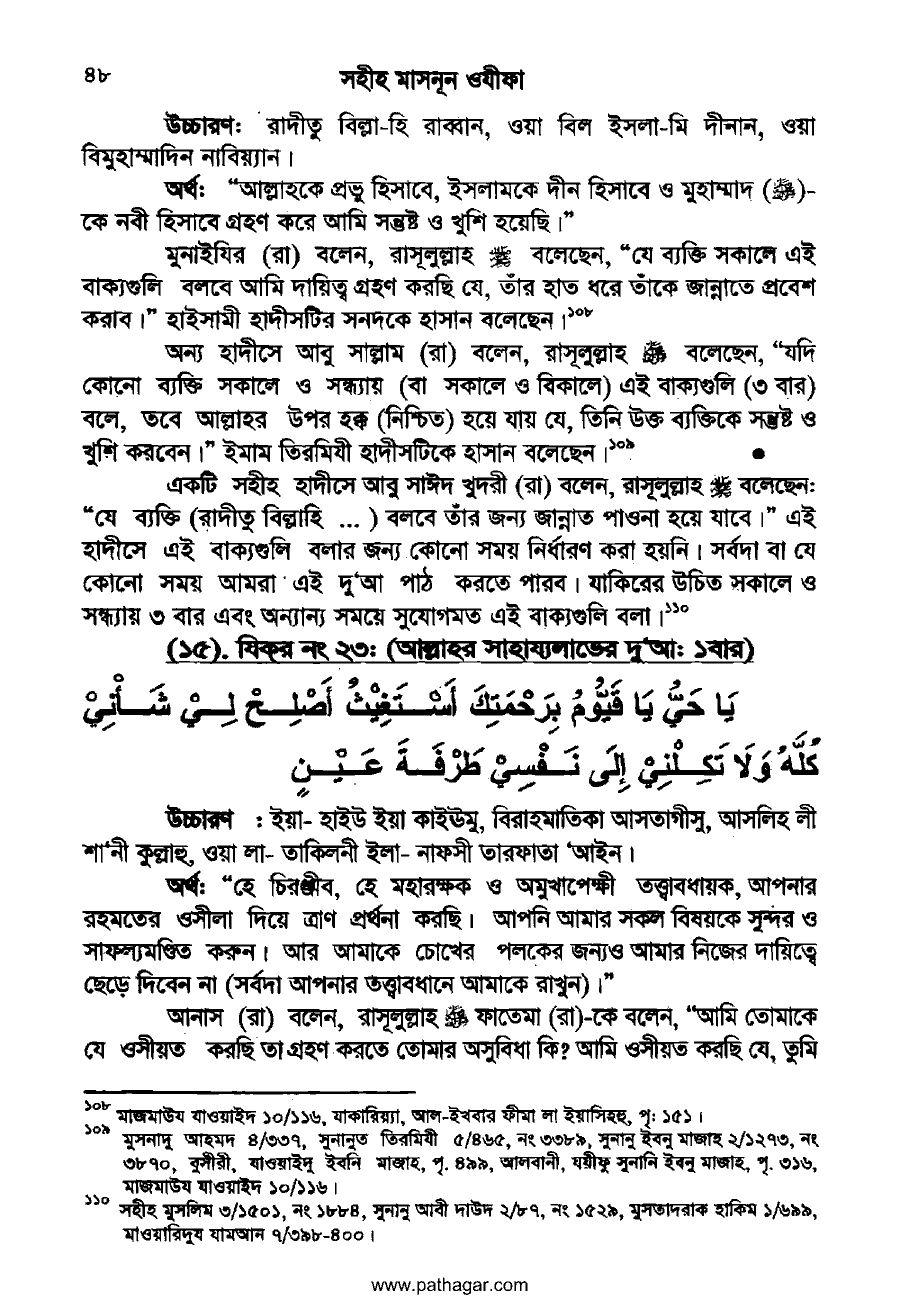 ৪৮
সহীহ মাসনূন ওযীফা
উচ্চারণ: রাদীতু বিল্লা-হি রাব্বান, ওয়া বিল ইসলা-মি দীনান, ওয়া
বিমুহাম্মাদিন নাবিয়্যান।
অর্থ: “আল্লাহকে প্রভু হিসাবে, ইসলামকে দীন হিসাবে ও মুহাম্মাদ (ﷺ)-
কে নবী হিসাবে গ্রহণ করে আমি সন্তুষ্ট ও খুশি হয়েছি।”
মুনাইযির (রা) বলেন, রাসূলুল্লাহ ﷺ বলেছেন, “যে ব্যক্তি সকালে এই
বাক্যগুলি বলবে আমি দায়িত্ব গ্রহণ করছি যে, তাঁর হাত ধরে তাঁকে জান্নাতে প্রবেশ
করাব।” হাইসামী হাদীসটির সনদকে হাসান বলেছেন।১০৮
অন্য হাদীসে আবু সাল্লাম (রা) বলেন, রাসূলুল্লাহ ﷺ বলেছেন, “যদি
কোনো ব্যক্তি সকালে ও সন্ধ্যায় (বা সকালে ও বিকালে) এই বাক্যগুলি (৩ বার)
বলে, তবে আল্লাহর উপর হক্ক (নিশ্চিত) হয়ে যায় যে, তিনি উক্ত ব্যক্তিকে সন্তুষ্ট ও
খুশি করবেন।” ইমাম তিরমিযী হাদীসটিকে হাসান বলেছেন।১০৯
একটি সহীহ হাদীসে আবু সাঈদ খুদরী (রা) বলেন, রাসূলুল্লাহ ﷺ বলেছেন:
“যে ব্যক্তি (রাদীতু বিল্লাহি ... ) বলবে তাঁর জন্য জান্নাত পাওনা হয়ে যাবে।” এই
হাদীসে এই বাক্যগুলি বলার জন্য কোনো সময় নির্ধারণ করা হয়নি। সর্বদা বা যে
কোনো সময় আমরা এই দু‘আ পাঠ করতে পারব। যাকিরের উচিত সকালে ও
সন্ধ্যায় ৩ বার এবং অন্যান্য সময়ে সুযোগমত এই বাক্যগুলি বলা।১১০
(১৫). যিকর নং ২৩: (আল্লাহর সাহায্যলাভের দু‘আ: ১বার)
يَا حَيُّ يَا قَيُّومُ بِرَحْمَتِكَ أَسْتَغِيْثُ أَصْلِحْ لِيْ شَأْنِيْ
كُلَّهُ وَلَا تَكِلْنِيْ إِلَى نَفْسِيْ طَرْفَةَ عَيْنٍ
উচ্চারণ : ইয়া- হাইউ ইয়া কাইঊমু, বিরাহমাতিকা আসতাগীসু, আসলিহ লী
শা‘নী কুল্লাহু, ওয়া লা- তাকিলনী ইলা- নাফসী তারফাতা ‘আইন।
অর্থ: “হে চিরঞ্জীব, হে মহারক্ষক ও অমুখাপেক্ষী তত্ত্বাবধায়ক, আপনার
রহমতের ওসীলা দিয়ে ত্রাণ প্রার্থনা করছি। আপনি আমার সকল বিষয়কে সুন্দর ও
সাফল্যমণ্ডিত করুন। আর আমাকে চোখের পলকের জন্যও আমার নিজের দায়িত্বে
ছেড়ে দিবেন না (সর্বদা আপনার তত্ত্বাবধানে আমাকে রাখুন)।”
আনাস (রা) বলেন, রাসূলুল্লাহ ﷺ ফাতেমা (রা)-কে বলেন, “আমি তোমাকে
যে ওসীয়ত করছি তা গ্রহণ করতে তোমার অসুবিধা কি? আমি ওসীয়ত করছি যে, তুমি
১০৮ মাজমাউয যাওয়াইদ ১০/১১৬, যাকারিয়্যা, আল-ইখবার ফীমা লা ইয়াসিহহু, পৃ: ১৫১।
১০৯ মুসনাদু আহমদ ৪/৩৩৭, সুনানুত তিরমিযী ৫/৪৬৫, নং ৩৩৮৯, সুনানু ইবনু মাজাহ ২/১২৭৩, নং
৩৮৭০, বুসীরী, যাওয়াইদু ইবনি মাজাহ, পৃ. ৪৯৯, আলবানী, যয়ীফু সুনানি ইবনু মাজাহ, পৃ. ৩১৬,
মাজমাউয যাওয়াইদ ১০/১১৬।
১১০ সহীহ মুসলিম ৩/১৫০১, নং ১৮৮৪, সুনানু আবী দাউদ ২/৮৭, নং ১৫২৯, মুসতাদরাক হাকিম ১/৬৯৯,
মাওয়ারিদুয যামআন ৭/৩৯৮-৪০০।
www.pathagar.com